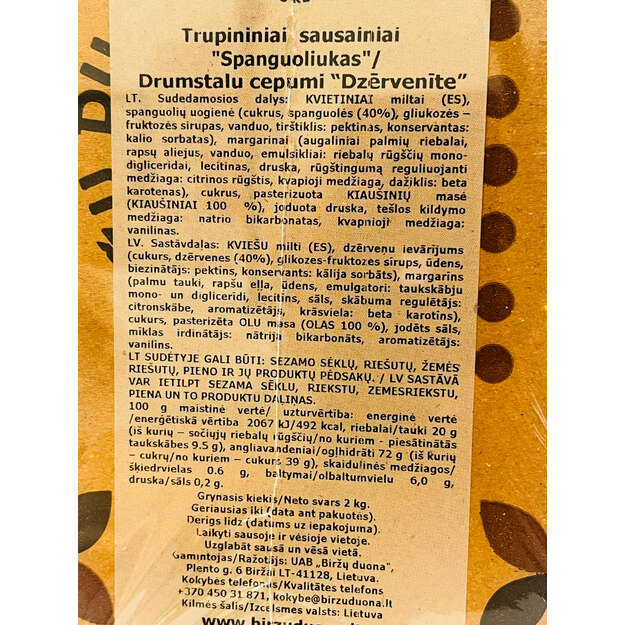 Trupininiai sausainiai
"Spanguoliukas"/
Drumstalu cepumi “Dzērvenīte”
LT. Sudedamosios dalys: KVIETINIAI miltai (ES),
spanguolių uogienė (cukrus, spanguolės (40%), gliukozės –
fruktozės sirupas, vanduo, tirštiklis: pektinas, konservantas:
kalio sorbatas), margarinai (augaliniai palmių riebalai,
rapsų aliejus, vanduo, emulsikliai: riebalų rūgščių mono-
digliceridai, lecitinas, druska, rūgštingumą reguliuojanti
medžiaga: citrinos rūgštis, kvapioji medžiaga, dažiklis: beta
karotenas), cukrus, pasterizuota KIAUŠINIŲ masė
(KIAUŠINIAI 100 %), joduota druska, tešlos kildymo
medžiaga: natrio bikarbonatas, kvapnioji medžiaga:
vanilinas.
LV. Sastāvdaļas: KVIEŠU milti (ES), dzērveņu ievārījums
(cukurs, dzērvenes (40%), glikozes-fruktozes sīrups, ūdens,
biezinātājs: pektīns, konservants: kālija sorbāts), margarīns
(palmu tauki, rapšu eļļa, ūdens, emulgatori: taukskābju
mono- un digliceridi, lecitīns, sāls, skābuma regulētājs:
citronskābe, aromatizētājs, krāsviela: beta karotīns),
cukurs, pasterizēta OLU masa (OLAS 100 %), jodēts sāls,
mīklas irdinātājs: nātrija bikarbonāts, aromatizētājs:
vanilīns.
LT SUDĖTYJE GALI BŪTI: SEZAMO SĖKLŲ, RIEŠUTŲ, ŽEMĖS
RIEŠUTŲ, PIENO IR JŲ PRODUKTŲ PĖDSAKŲ. / LV SASTĀVĀ
VAR IETILPT SEZAMA SĒKLU, RIEKSTU, ZEMESRIEKSTU,
PIENA UN TO PRODUKTU DAĻIŅAS.
100 g maistinė vertė/ uzturvērtība: energinė vertė
/enerģētiskā vērtība 2067 kJ/492 kcal, riebalai/tauki 20 g
(iš kurių – sočiųjų riebalų rūgščių/no kuriem - piesātinātās
taukskābes 9.5 g), angliavandeniai/ogļhidrāti 72 g (iš kurių
– cukrų/no kuriem – cukurs 39 g), skaidulinės medžiagos/
šķiedrvielas 0.6 g, baltymai/olbaltumvielu 6,0 g,
druska/sāls 0,2 g.
Grynasis kiekis/Neto svars 2 kg.
Geriausias iki (data ant pakuotės).
Derīgs līdz (datums uz iepakojuma).
Laikyti sausoje ir vėsioje vietoje.
Uzglabāt sausā un vēsā vietā.
Gamintojas/Ražotājs: UAB „Biržų duona",
Plento g. 6 Biržai LT-41128, Lietuva.
Kokybės telefonas/Kvalitātes telefons
+370 450 31 871, kokybe@birzuduona.lt
Kilmės šalis/Izcelsmes valsts: Lietuva